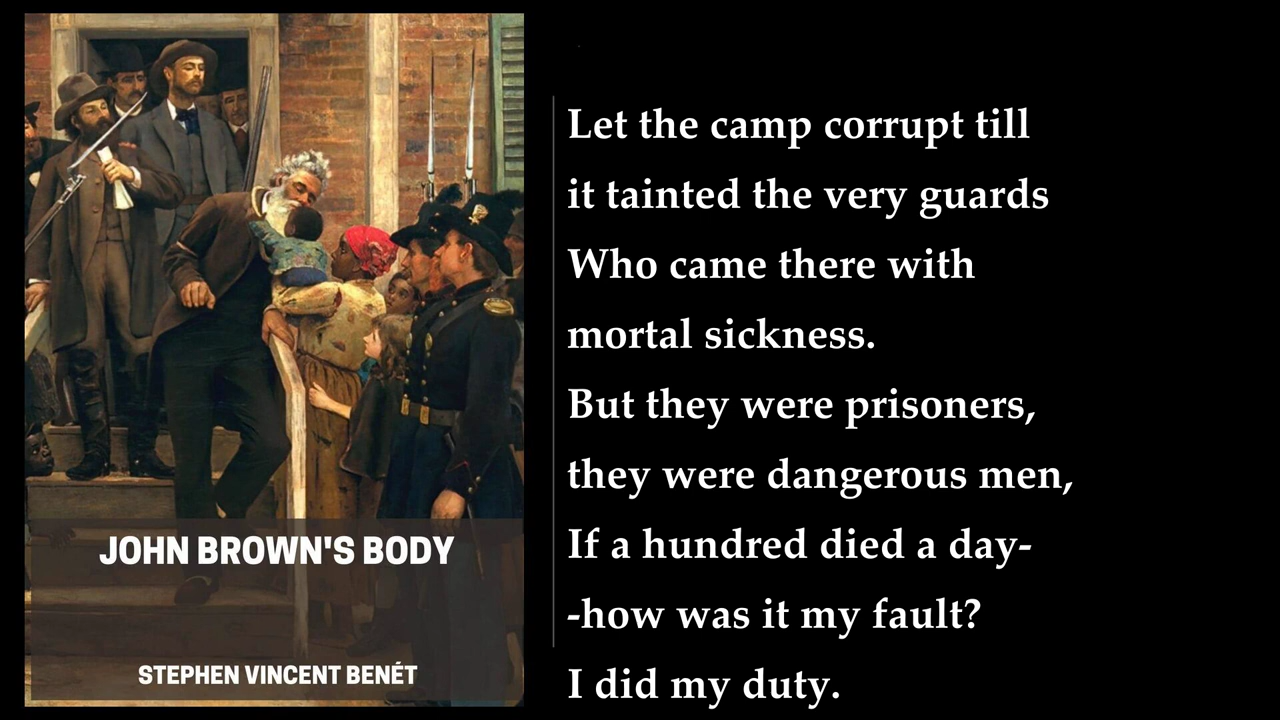 JOHN BROWN'S BODY
STEPHEN VINCENT BENÉT
Let the camp corrupt till
it tainted the very guards
Who came there with
mortal sickness.
But they were prisoners,
they were dangerous men,
If a hundred died a day-
-how was it my fault?
I did my duty.